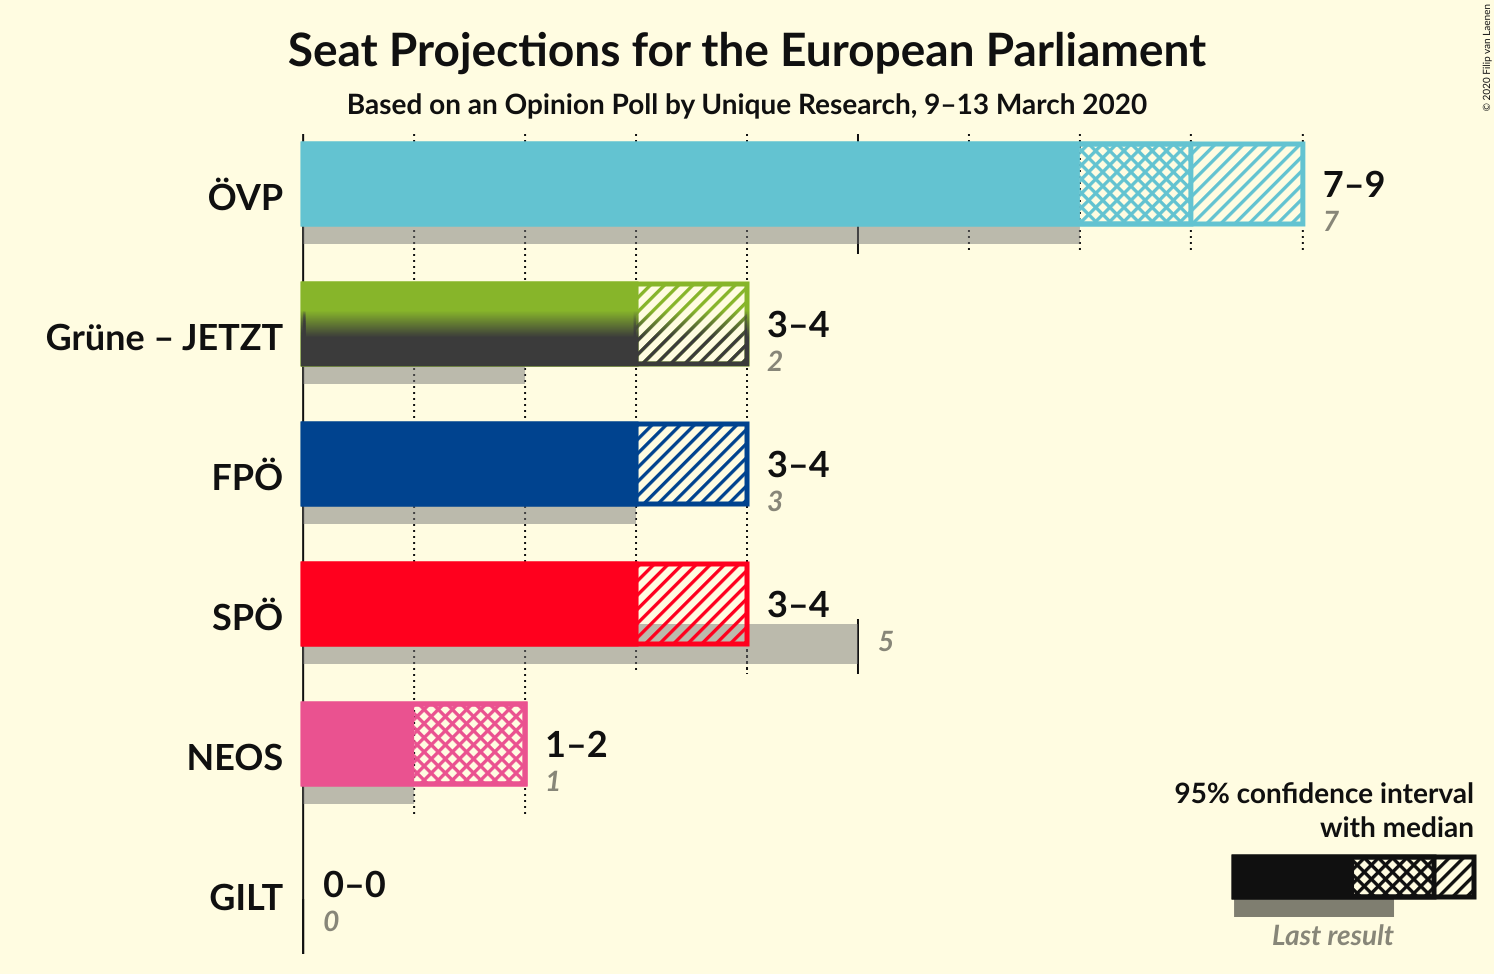 Seat Projections for the European Parliament
Based on an Opinion Poll by Unique Research, 9–13 March 2020
© 2020 Filip van Laenen
ÖVP
7–9
7
Grüne – JETZT
3–4
2
FPÖ
3–4
3
SPÖ
3–4
5
NEOS
1–2
1
GILT
0–0
0
95% confidence interval
with median
Last result